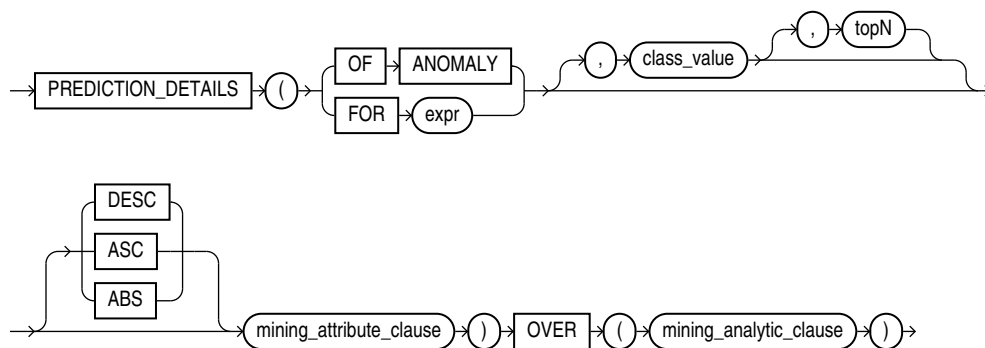 , topN
OF ANOMALY , class_value
PREDICTION_DETAILS (
FOR expr
DESC
ASC
ABS
mining_attribute_clause ) OVER ( mining_analytic_clause )